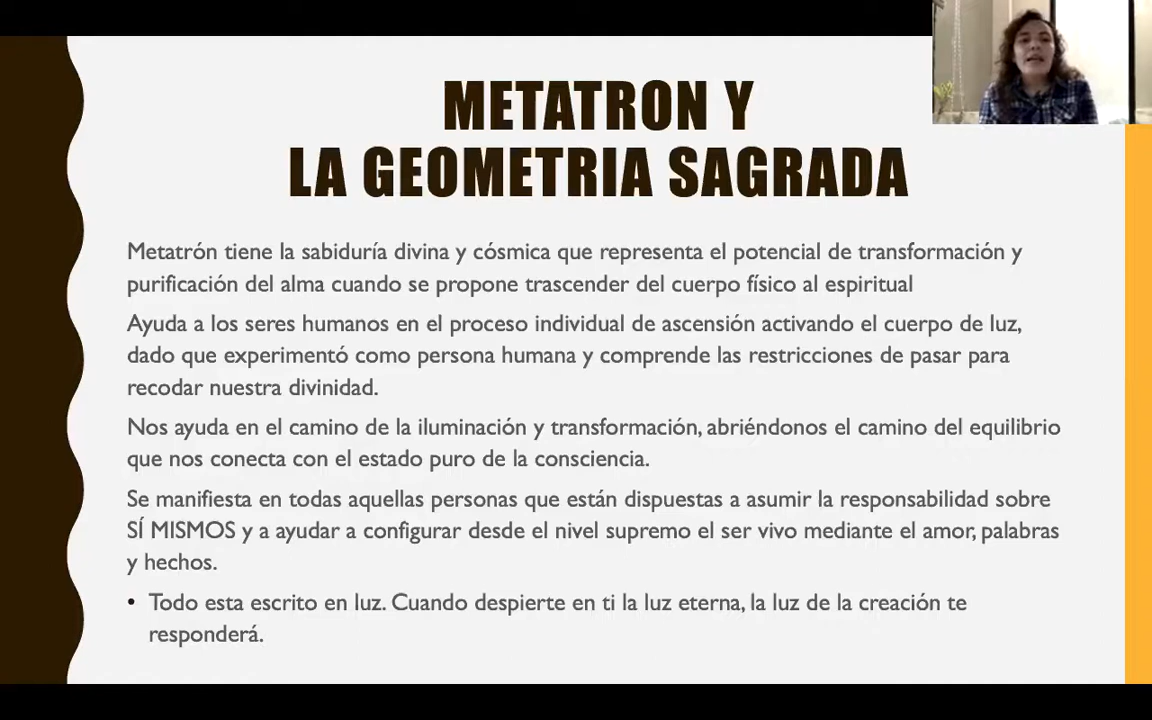 METATRON Y
LA GEOMETRIA SAGRADA
Metatrón tiene la sabiduría divina y cósmica que representa el potencial de transformación y
purificación del alma cuando se propone trascender del cuerpo físico al espiritual
Ayuda a los seres humanos en el proceso individual de ascensión activando el cuerpo de luz,
dado que experimentó como persona humana y comprende las restricciones de pasar para
recodar nuestra divinidad.
Nos ayuda en el camino de la iluminación y transformación, abriéndonos el camino del equilibrio
que nos conecta con el estado puro de la consciencia.
Se manifiesta en todas aquellas personas que están dispuestas a asumir la responsabilidad sobre
SÍ MISMOS y a ayudar a configurar desde el nivel supremo el ser vivo mediante el amor, palabras
y hechos.
• Todo esta escrito en luz. Cuando despierte en ti la luz eterna, la luz de la creación te
responderá.